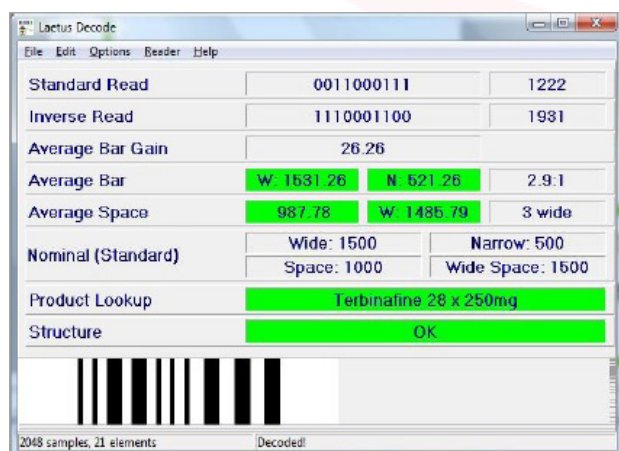 Laetus Decode
File Edit Options Reader Help
Standard Read 0011000111 1222
Inverse Read 1110001100 1931
Average Bar Gain 26.26
Average Bar W: 1531.26 N: 521.26 2.9:1
Average Space 987.78 W: 1485.79 3 wide
Nominal (Standard) Wide: 1500 Narrow: 500
Space: 1000 Wide Space: 1500
Product Lookup Terbinafine 28 x 250mg
Structure OK
2048 samples, 21 elements Decoded!